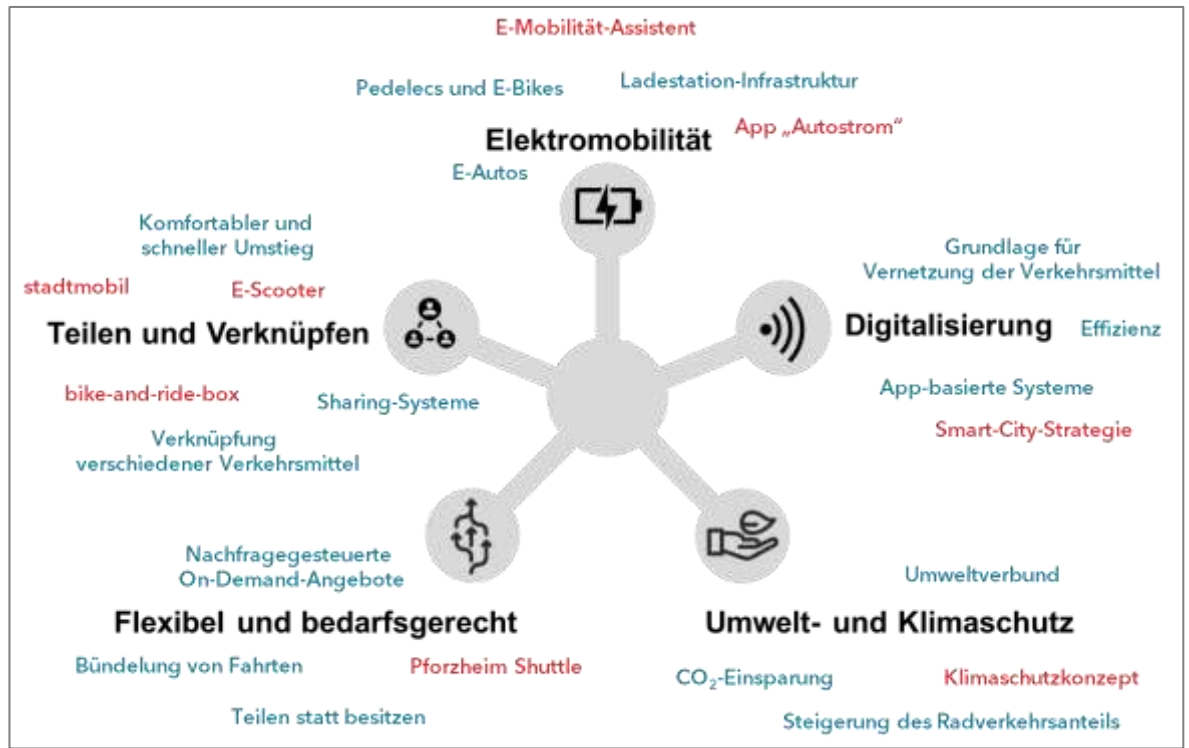 E-Mobilität-Assistent
Pedelecs und E-Bikes
Ladestation-Infrastruktur
App „Autostrom“
Elektromobilität
E-Autos
Komfortabler und
schneller Umstieg
stadtmobil
E-Scooter
Teilen und Verknüpfen
bike-and-ride-box
Sharing-Systeme
Verknüpfung
verschiedener Verkehrsmittel
Grundlage für
Vernetzung der Verkehrsmittel
Digitalisierung
Effizienz
App-basierte Systeme
Smart-City-Strategie
Nachfragegesteuerte
On-Demand-Angebote
Flexibel und bedarfsgerecht
Bündelung von Fahrten
Pforzheim Shuttle
Teilen statt besitzen
Umweltverbund
Umwelt- und Klimaschutz
CO₂-Einsparung
Klimaschutzkonzept
Steigerung des Radverkehrsanteils